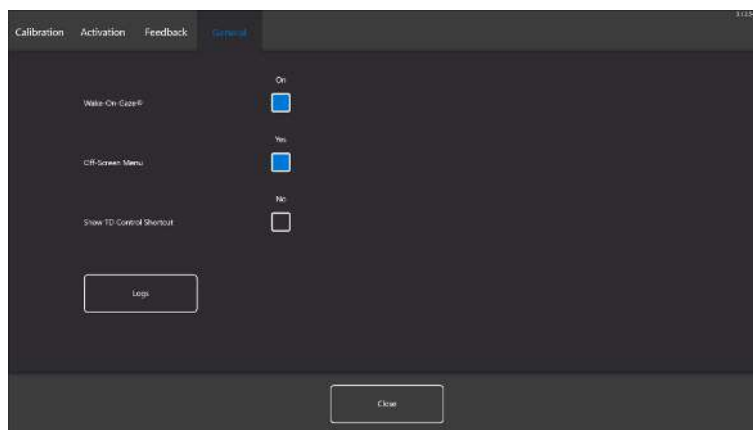 Calibration Activation Feedback General
On
Wake-On-Gaze®
Yes
Off-Screen Menu
No
Show TD Control Shortcut
Logs
Close